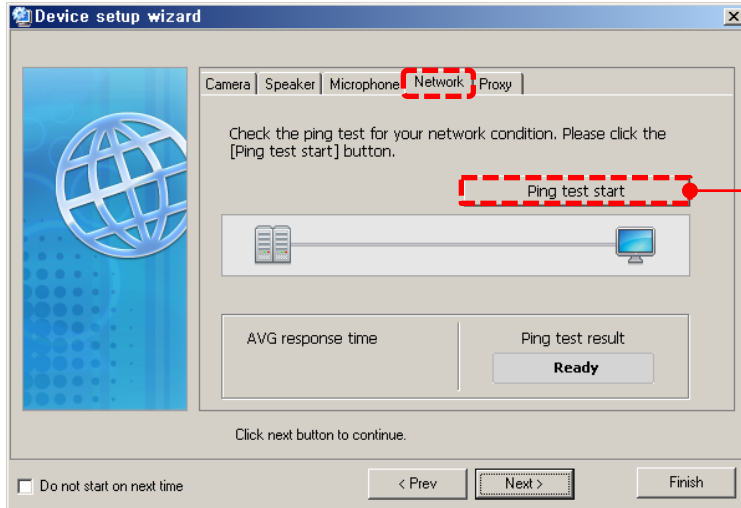 Device setup wizard
Camera Speaker Microphone Network Proxy
Check the ping test for your network condition. Please click the
[Ping test start] button.
Ping test start
AVG response time
Ping test result
Ready
Click next button to continue.
Do not start on next time
< Prev
Next >
Finish